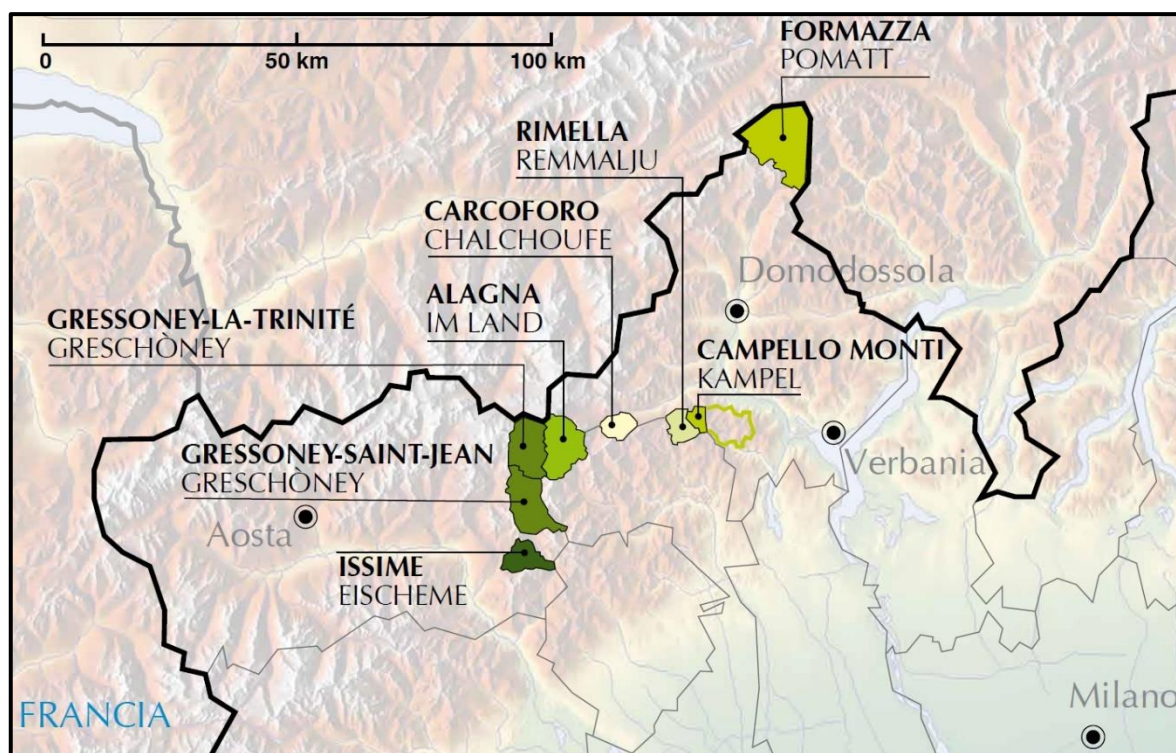 0
50 km
100 km
FORMAZZA
POMATT
RIMELLA
REMMALJU
CARCOFORO
CHALCHOUFE
Domodossola
ALAGNA
IM LAND
GRESSONEY-LA-TRINITÉ
GRESCHÒNEY
CAMPELLO MONTI
KAMPEL
GRESSONEY-SAINT-JEAN
GRESCHÒNEY
Verbania
Aosta
ISSIME
EISCHEME
FRANCIA
Milano